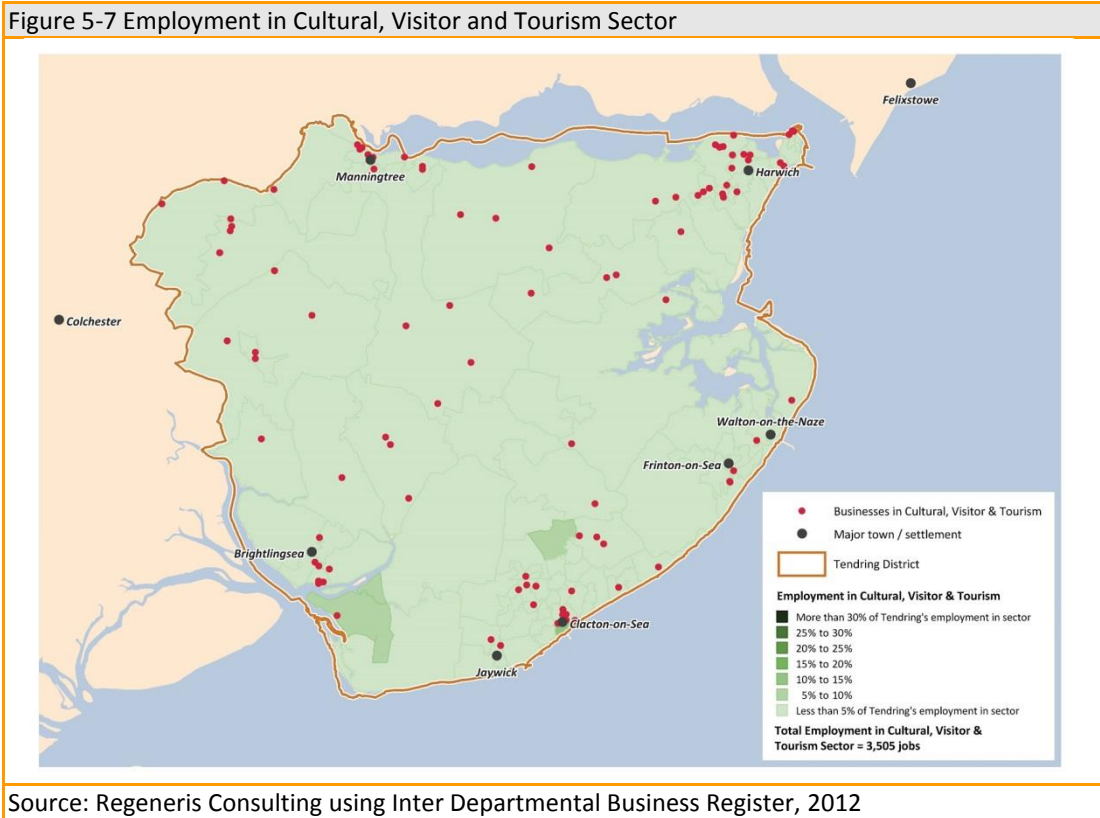 Figure 5-7 Employment in Cultural, Visitor and Tourism Sector
Felixstowe
Manningtree
Harwich
Colchester
Walton-on-the-Naze
Frinton-on-Sea
Brightlingsea
Clacton-on-Sea
Jaywick
Businesses in Cultural, Visitor & Tourism
Major town / settlement
Tendring District
Employment in Cultural, Visitor & Tourism
More than 30% of Tendring's employment in sector
25% to 30%
20% to 25%
15% to 20%
10% to 15%
5% to 10%
Less than 5% of Tendring's employment in sector
Total Employment in Cultural, Visitor &
Tourism Sector = 3,505 jobs
Source: Regeneris Consulting using Inter Departmental Business Register, 2012